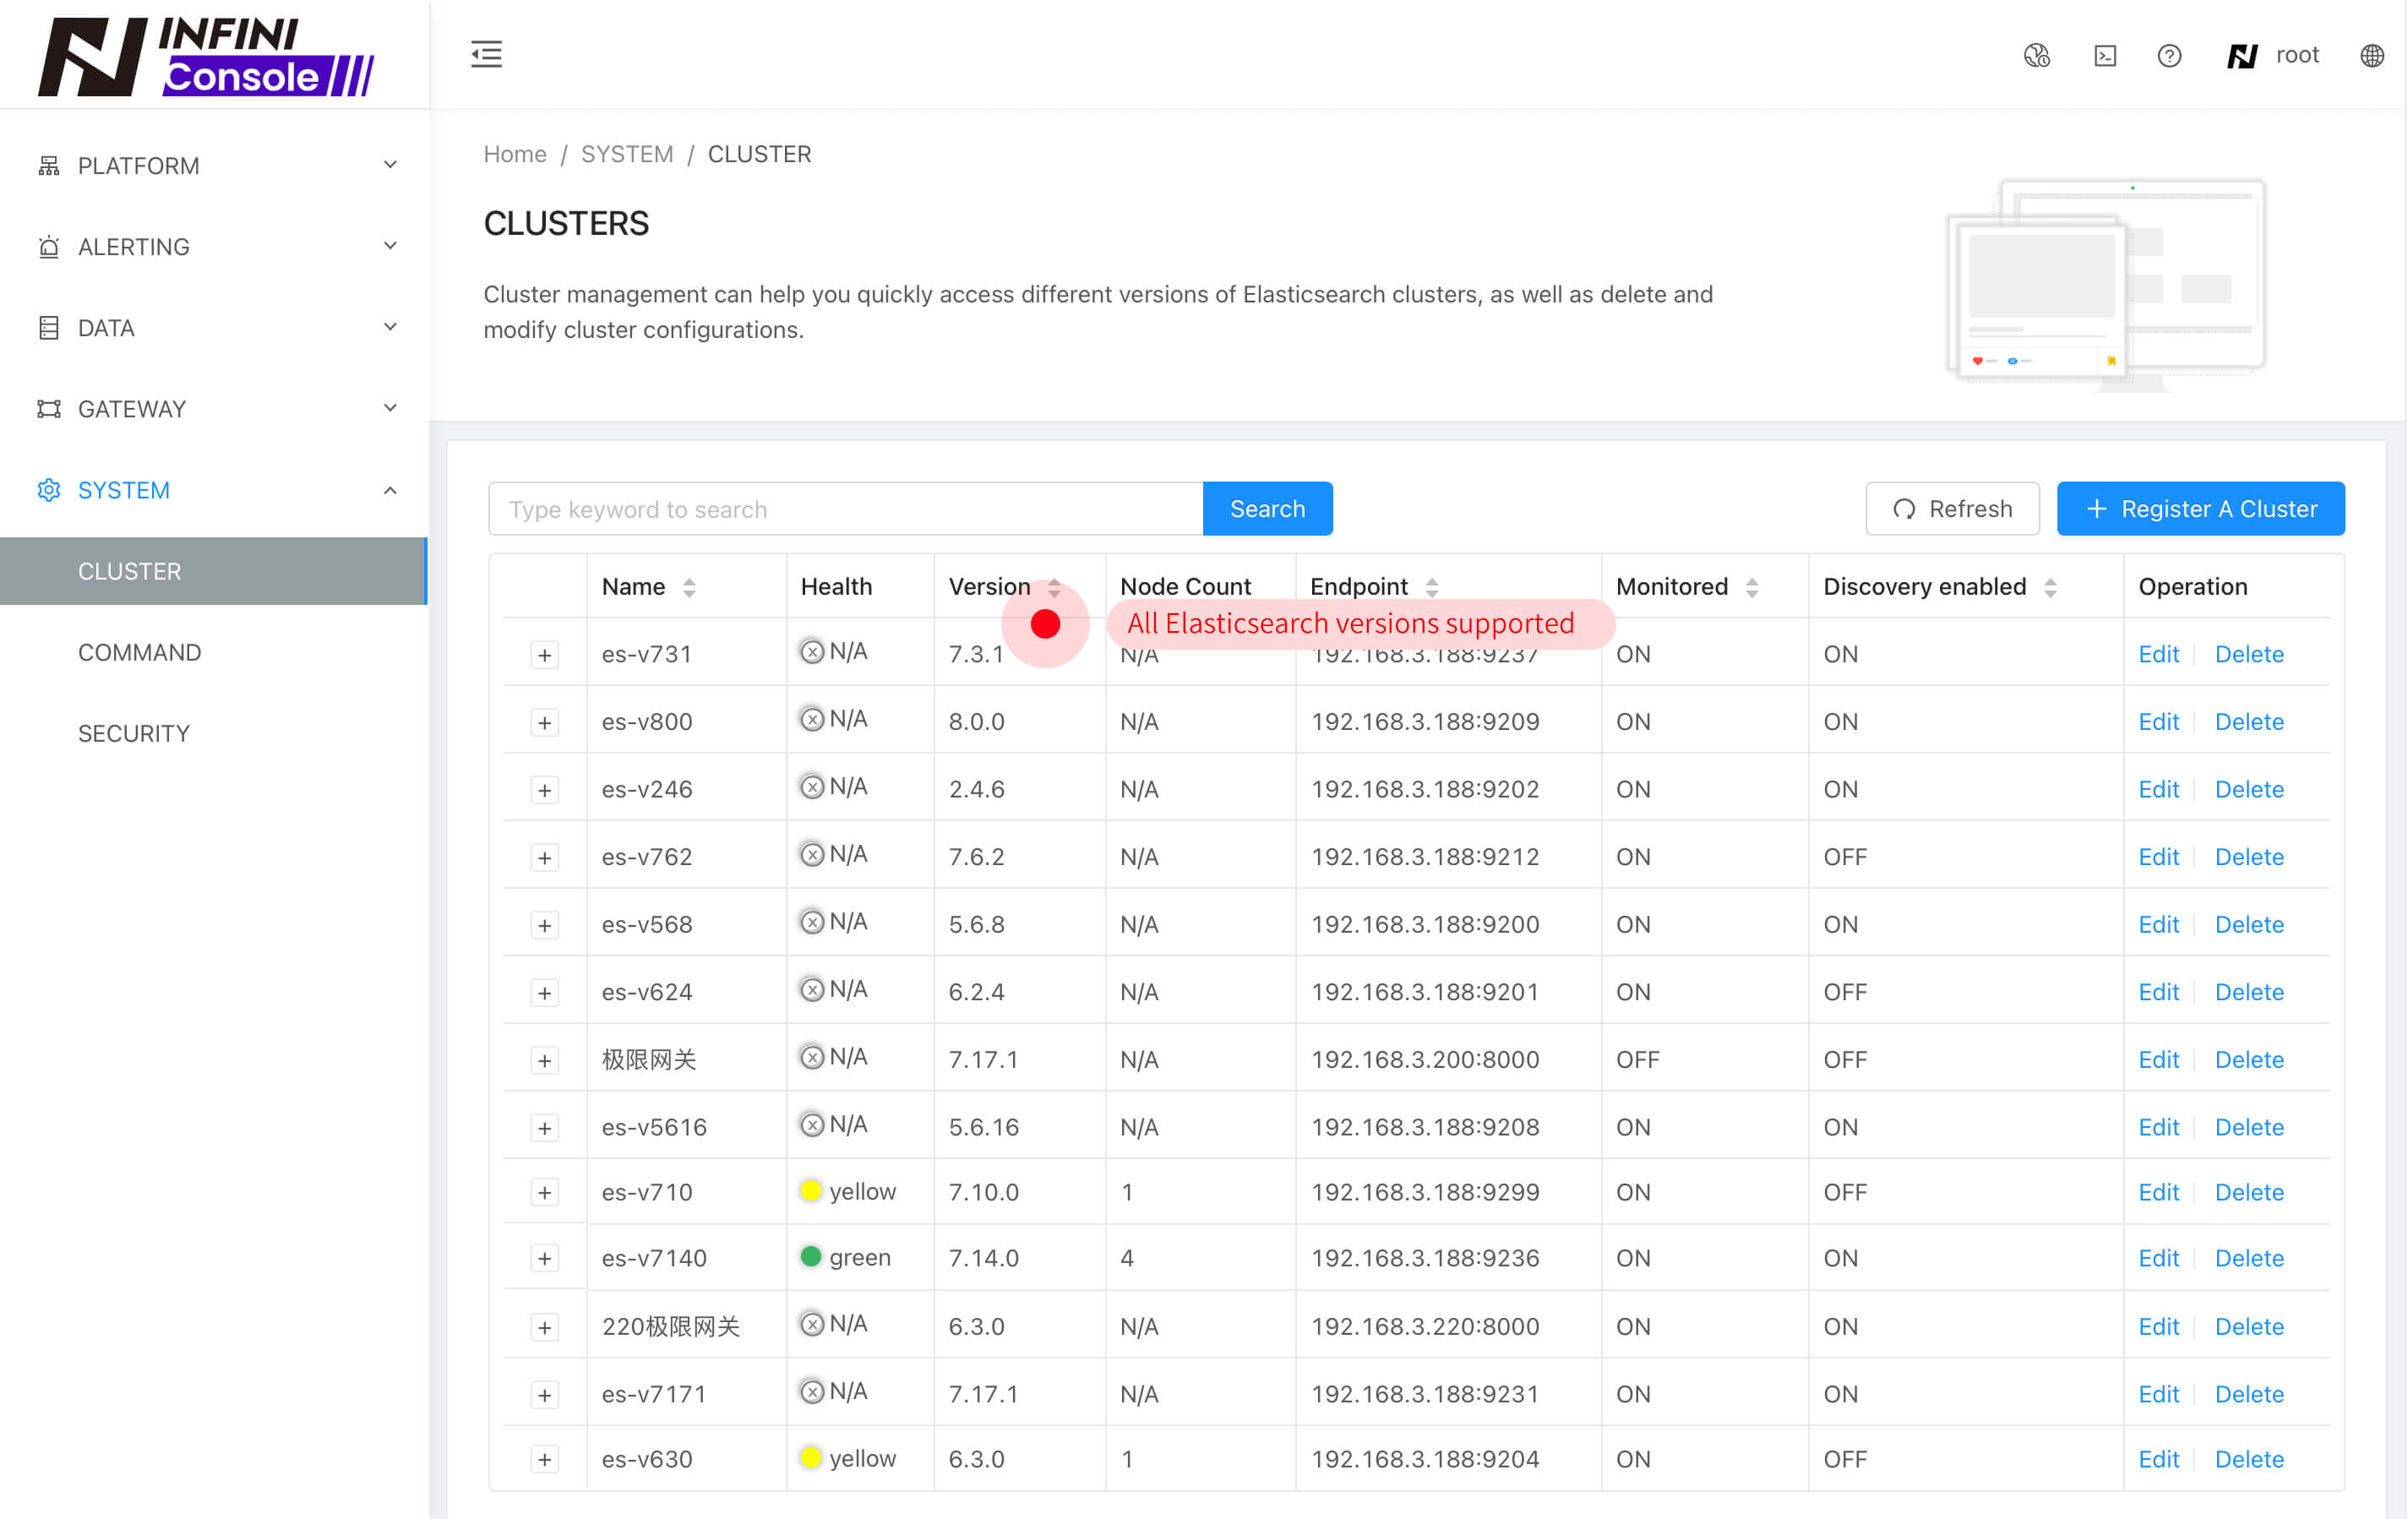 INFINI
Console
root
PLATFORM
ALERTING
DATA
GATEWAY
SYSTEM
CLUSTER
COMMAND
SECURITY
Home / SYSTEM / CLUSTER
CLUSTERS
Cluster management can help you quickly access different versions of Elasticsearch clusters, as well as delete and
modify cluster configurations.
Type keyword to search Search Refresh + Register A Cluster
Name Health Version Node Count Endpoint Monitored Discovery enabled Operation
All Elasticsearch versions supported
es-v731 N/A 7.3.1 N/A 192.168.3.188:9237 ON ON Edit Delete
es-v800 N/A 8.0.0 N/A 192.168.3.188:9209 ON ON Edit Delete
es-v246 N/A 2.4.6 N/A 192.168.3.188:9202 ON ON Edit Delete
es-v762 N/A 7.6.2 N/A 192.168.3.188:9212 ON OFF Edit Delete
es-v568 N/A 5.6.8 N/A 192.168.3.188:9200 ON ON Edit Delete
es-v624 N/A 6.2.4 N/A 192.168.3.188:9201 ON OFF Edit Delete
极限网关 N/A 7.17.1 N/A 192.168.3.200:8000 OFF OFF Edit Delete
es-v5616 N/A 5.6.16 N/A 192.168.3.188:9208 ON ON Edit Delete
es-v710 yellow 7.10.0 1 192.168.3.188:9299 ON OFF Edit Delete
es-v7140 green 7.14.0 4 192.168.3.188:9236 ON ON Edit Delete
220极限网关 N/A 6.3.0 N/A 192.168.3.220:8000 ON ON Edit Delete
es-v7171 N/A 7.17.1 N/A 192.168.3.188:9231 ON ON Edit Delete
es-v630 yellow 6.3.0 1 192.168.3.188:9204 ON OFF Edit Delete